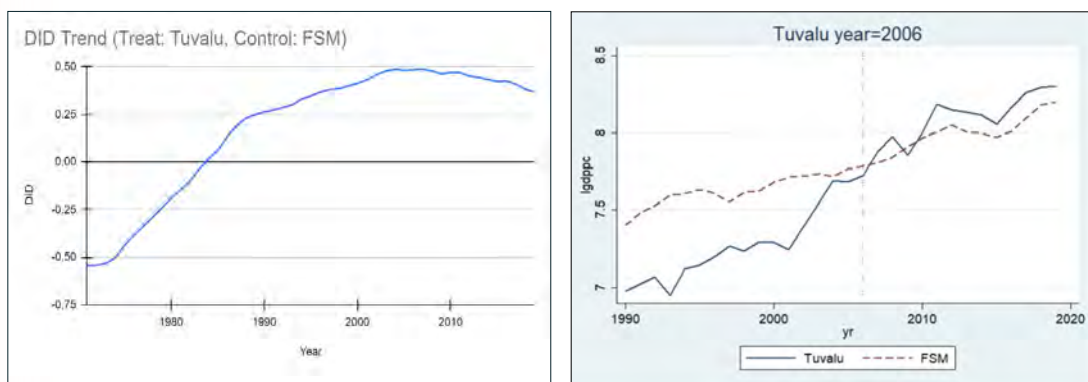 DID Trend (Treat: Tuvalu, Control: FSM)
0.50
0.25
0.00
-0.25
-0.50
-0.75
DID
1980
1990
2000
2010
Year
Tuvalu year=2006
8.5
8
7.5
7
lgdppc
1990
2000
2010
2020
yr
Tuvalu
FSM